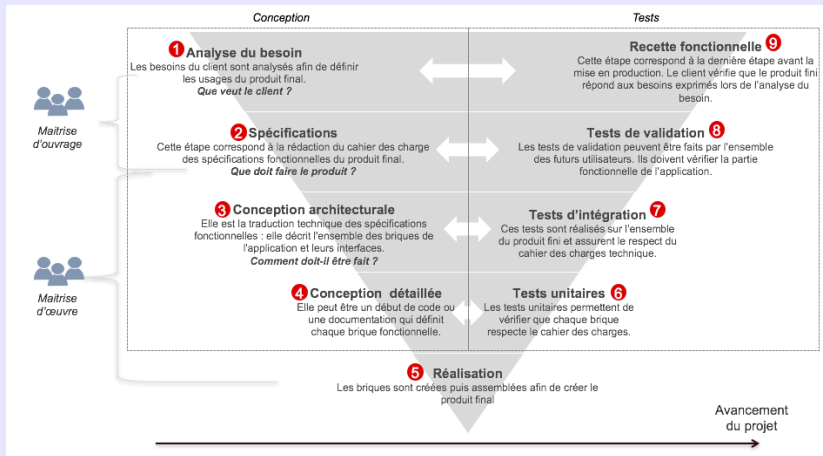 Conception
Tests
1 Analyse du besoin
Les besoins du client sont analysés afin de définir
les usages du produit final.
Que veut le client ?
Recette fonctionnelle 9
Cette étape correspond à la dernière étape avant la
mise en production. Le client vérifie que le produit fini
répond aux besoins exprimés lors de l'analyse du
besoin.
Maîtrise
d'ouvrage
2 Spécifications
Cette étape correspond à la rédaction du cahier des charge
des spécifications fonctionnelles du produit final.
Que doit faire le produit ?
Tests de validation 8
Les tests de validation peuvent être faits par l'ensemble
des futurs utilisateurs. Ils doivent vérifier la partie
fonctionnelle de l'application.
3 Conception architecturale
Elle est la traduction technique des spécifications
fonctionnelles : elle décrit l'ensemble des briques de
l'application et leurs interfaces.
Comment doit-il être fait ?
Tests d'intégration 7
Ces tests sont réalisés sur l'ensemble
du produit fini et assurent le respect du
cahier des charges technique.
Maîtrise
d'œuvre
4 Conception détaillée
Elle peut être un début de code ou
une documentation qui définit
chaque brique fonctionnelle.
Tests unitaires 6
Les tests unitaires permettent de
vérifier que chaque brique
respecte le cahier des charges.
5 Réalisation
Les briques sont créées puis assemblées afin de créer le
produit final
Avancement
du projet